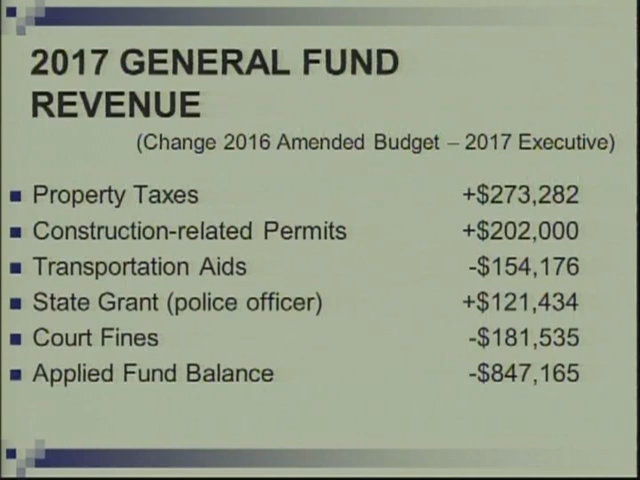 2017 GENERAL FUND
REVENUE
(Change 2016 Amended Budget – 2017 Executive)
Property Taxes +$273,282
Construction-related Permits +$202,000
Transportation Aids -$154,176
State Grant (police officer) +$121,434
Court Fines -$181,535
Applied Fund Balance -$847,165